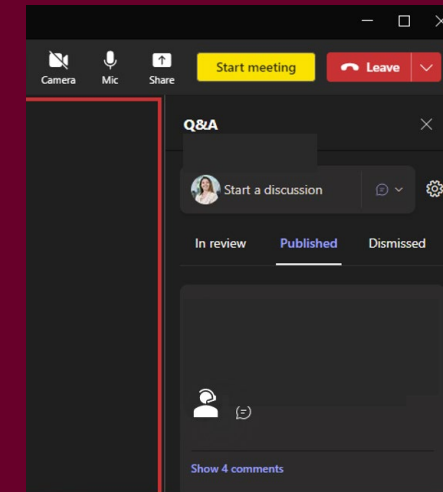 Camera
Mic
Share
Start meeting
Leave
Q&A
Start a discussion
In review
Published
Dismissed
Show 4 comments